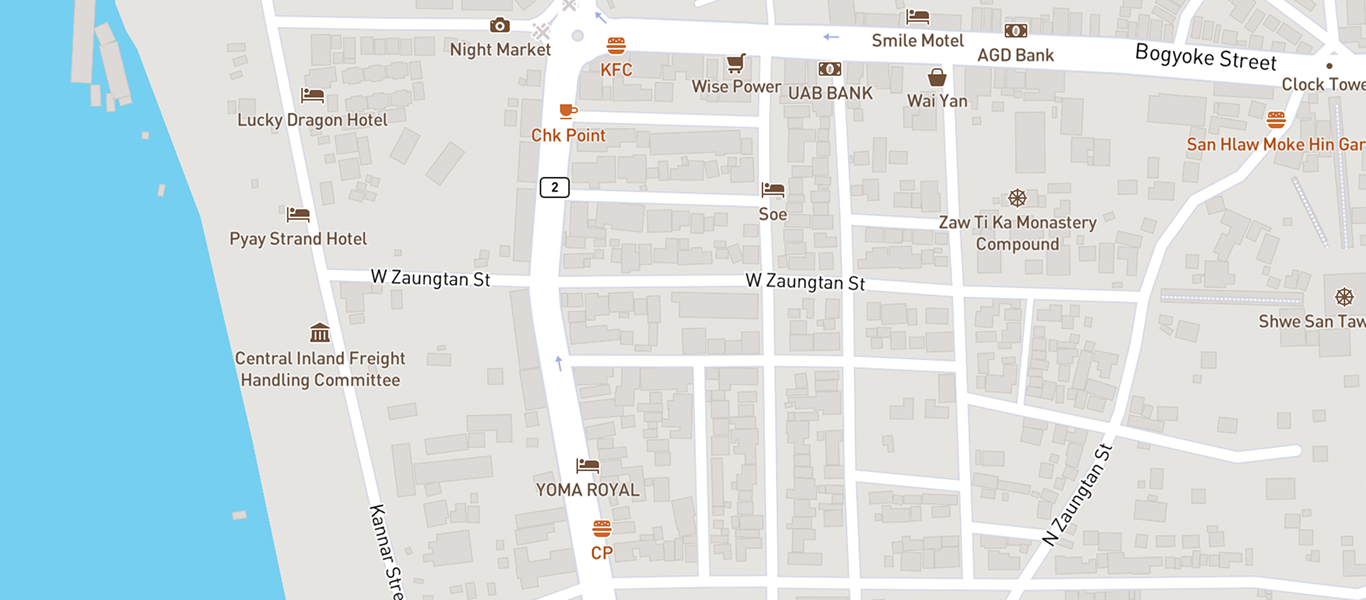 Night Market
KFC
Smile Motel
AGD Bank
Bogyoke Street
Clock Towe
Wise Power
UAB BANK
Wai Yan
Lucky Dragon Hotel
Chk Point
San Hlaw Moke Hin Gar
2
Soe
Zaw Ti Ka Monastery
Compound
Pyay Strand Hotel
W Zaungtan St
W Zaungtan St
Shwe San Taw
Central Inland Freight
Handling Committee
YOMA ROYAL
CP
Kannar Stre
N Zaungtan St